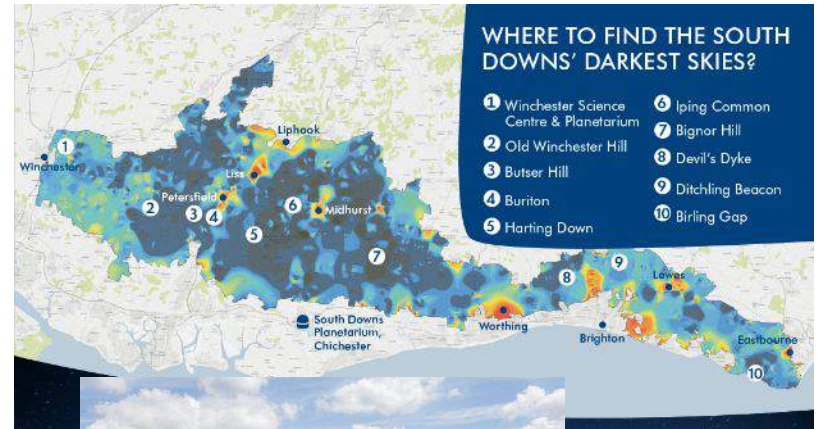 WHERE TO FIND THE SOUTH
DOWNS' DARKEST SKIES?
1 Winchester Science
Centre & Planetarium
2 Old Winchester Hill
3 Butser Hill
4 Buriton
5 Harting Down
6 Iping Common
7 Bignor Hill
8 Devil's Dyke
9 Ditchling Beacon
10 Birling Gap
Liphook
1
Winchester
Liss
Petersfield
2
3
4
5
6
Midhurst
7
8
9
Lewes
South Downs
Planetarium,
Chichester
Worthing
Brighton
Eastbourne
10